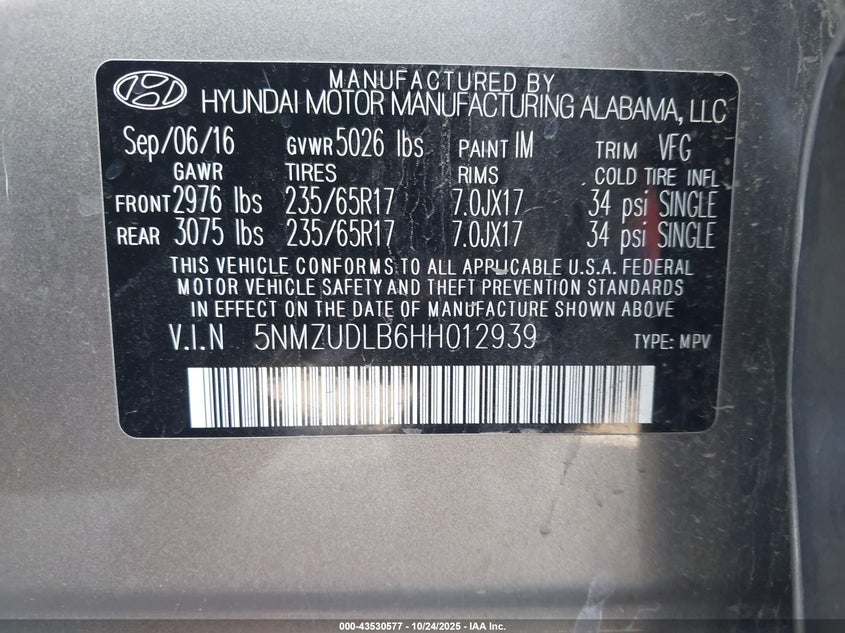 MANUFACTURED BY
HYUNDAI MOTOR MANUFACTURING ALABAMA, LLC
Sep/06/16 GVWR 5026 lbs PAINT IM TRIM VFG
GAWR TIRES RIMS COLD TIRE INFL
FRONT 2976 lbs 235/65R17 7.0JX17 34 psi SINGLE
REAR 3075 lbs 235/65R17 7.0JX17 34 psi SINGLE
THIS VEHICLE CONFORMS TO ALL APPLICABLE U.S.A. FEDERAL
MOTOR VEHICLE SAFETY AND THEFT PREVENTION STANDARDS
IN EFFECT ON THE DATE OF MANUFACTURE SHOWN ABOVE
V.I.N 5NMZUDLB6HH012939 TYPE: MPV
000-43530577 - 10/24/2025 - IAA Inc.